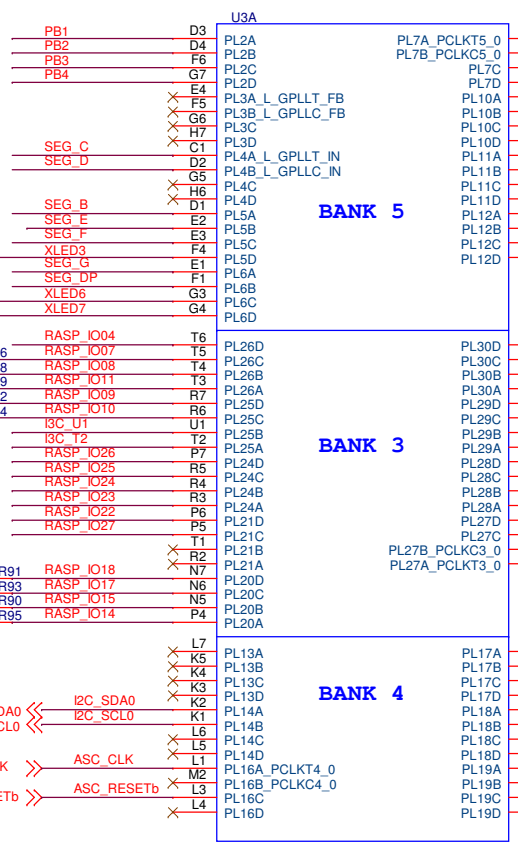 U3A
PB1 D3 PL2A PL7A_PCLKT5_0
PB2 D4 PL2B PL7B_PCLKC5_0
PB3 F6 PL2C PL7C
PB4 G7 PL2D PL7D
E4 PL3A_L_GPLLT_FB PL10A
F5 PL3B_L_GPLLC_FB PL10B
G6 PL3C PL10C
H7 PL3D PL10D
SEG_C C1 PL4A_L_GPLLT_IN PL11A
SEG_D D2 PL4B_L_GPLLC_IN PL11B
G5 PL4C PL11C
H6 PL4D PL11D
SEG_B D1 PL5A BANK 5 PL12A
SEG_E E2 PL5B PL12B
SEG_F E3 PL5C PL12C
XLED3 F4 PL5D PL12D
SEG_G E1 PL6A
SEG_DP F1 PL6B
XLED6 G3 PL6C
XLED7 G4 PL6D
RASP_IO04 T6 PL26D PL30D
6 RASP_IO07 T5 PL26C PL30C
8 RASP_IO08 T4 PL26B PL30B
9 RASP_IO11 T3 PL26A PL30A
2 RASP_IO09 R7 PL25D PL29D
4 RASP_IO10 R6 PL25C PL29C
I3C_U1 U1 PL25B PL29B
I3C_T2 T2 PL25A BANK 3 PL29A
RASP_IO26 P7 PL24D PL28D
RASP_IO25 R5 PL24C PL28C
RASP_IO24 R4 PL24B PL28B
RASP_IO23 R3 PL24A PL28A
RASP_IO22 P6 PL21D PL27D
RASP_IO27 P5 PL21C PL27C
T1 PL21B PL27B_PCLKC3_0
R2 PL21A PL27A_PCLKT3_0
R91 RASP_IO18 N7 PL20D
R93 RASP_IO17 N6 PL20C
R90 RASP_IO15 N5 PL20B
R95 RASP_IO14 P4 PL20A
L7 PL13A PL17A
K5 PL13B PL17B
K4 PL13C PL17C
K3 PL13D BANK 4 PL17D
DA0 I2C_SDA0 K2 PL14A PL18A
CL0 I2C_SCL0 K1 PL14B PL18B
L6 PL14C PL18C
L5 PL14D PL18D
K ASC_CLK L1 PL16A_PCLKT4_0 PL19A
M2 PL16B_PCLKC4_0 PL19B
ETb ASC_RESETb L3 PL16C PL19C
L4 PL16D PL19D